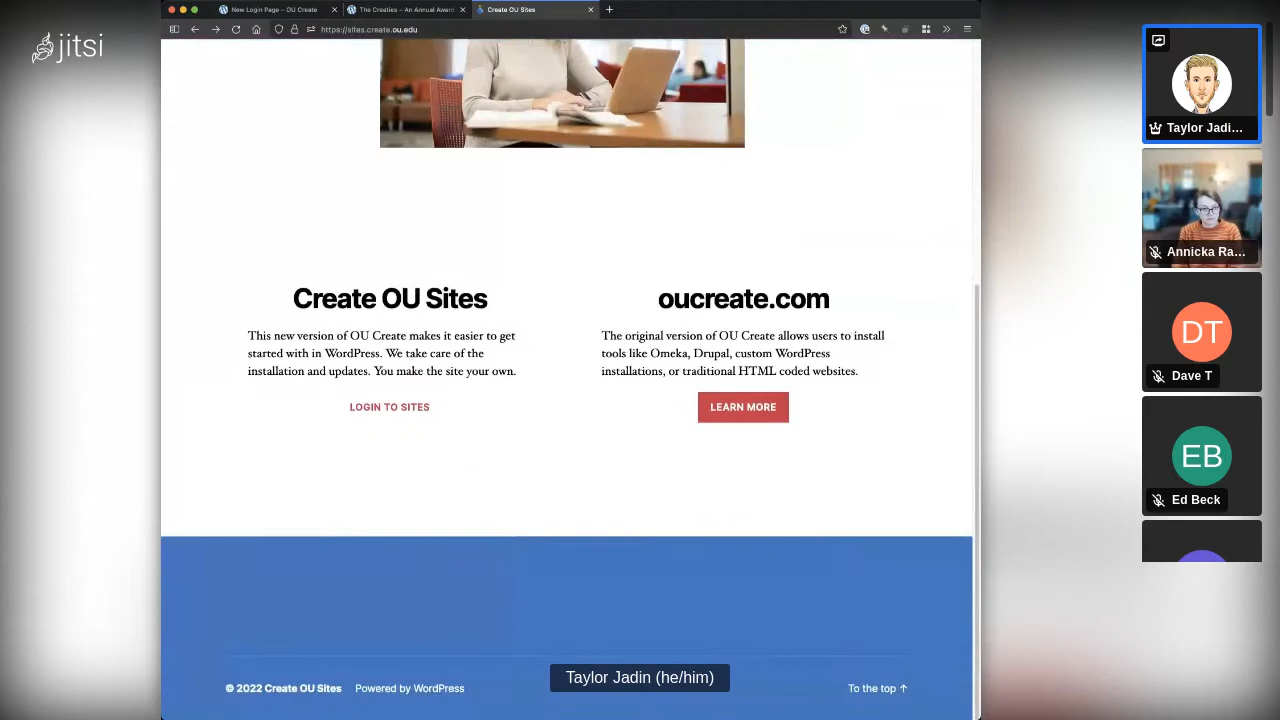 jitsi
New Login Page – OU Create
The Creaties – An Annual Awar
Create OU Sites
https://sites.create.ou.edu
Create OU Sites
This new version of OU Create makes it easier to get
started with in WordPress. We take care of the
installation and updates. You make the site your own.
LOGIN TO SITES
oucreate.com
The original version of OU Create allows users to install
tools like Omeka, Drupal, custom WordPress
installations, or traditional HTML coded websites.
LEARN MORE
© 2022 Create OU Sites
Powered by WordPress
To the top ↑
Taylor Jadin (he/him)
Taylor Jadi...
Annicka Ra...
DT
Dave T
EB
Ed Beck